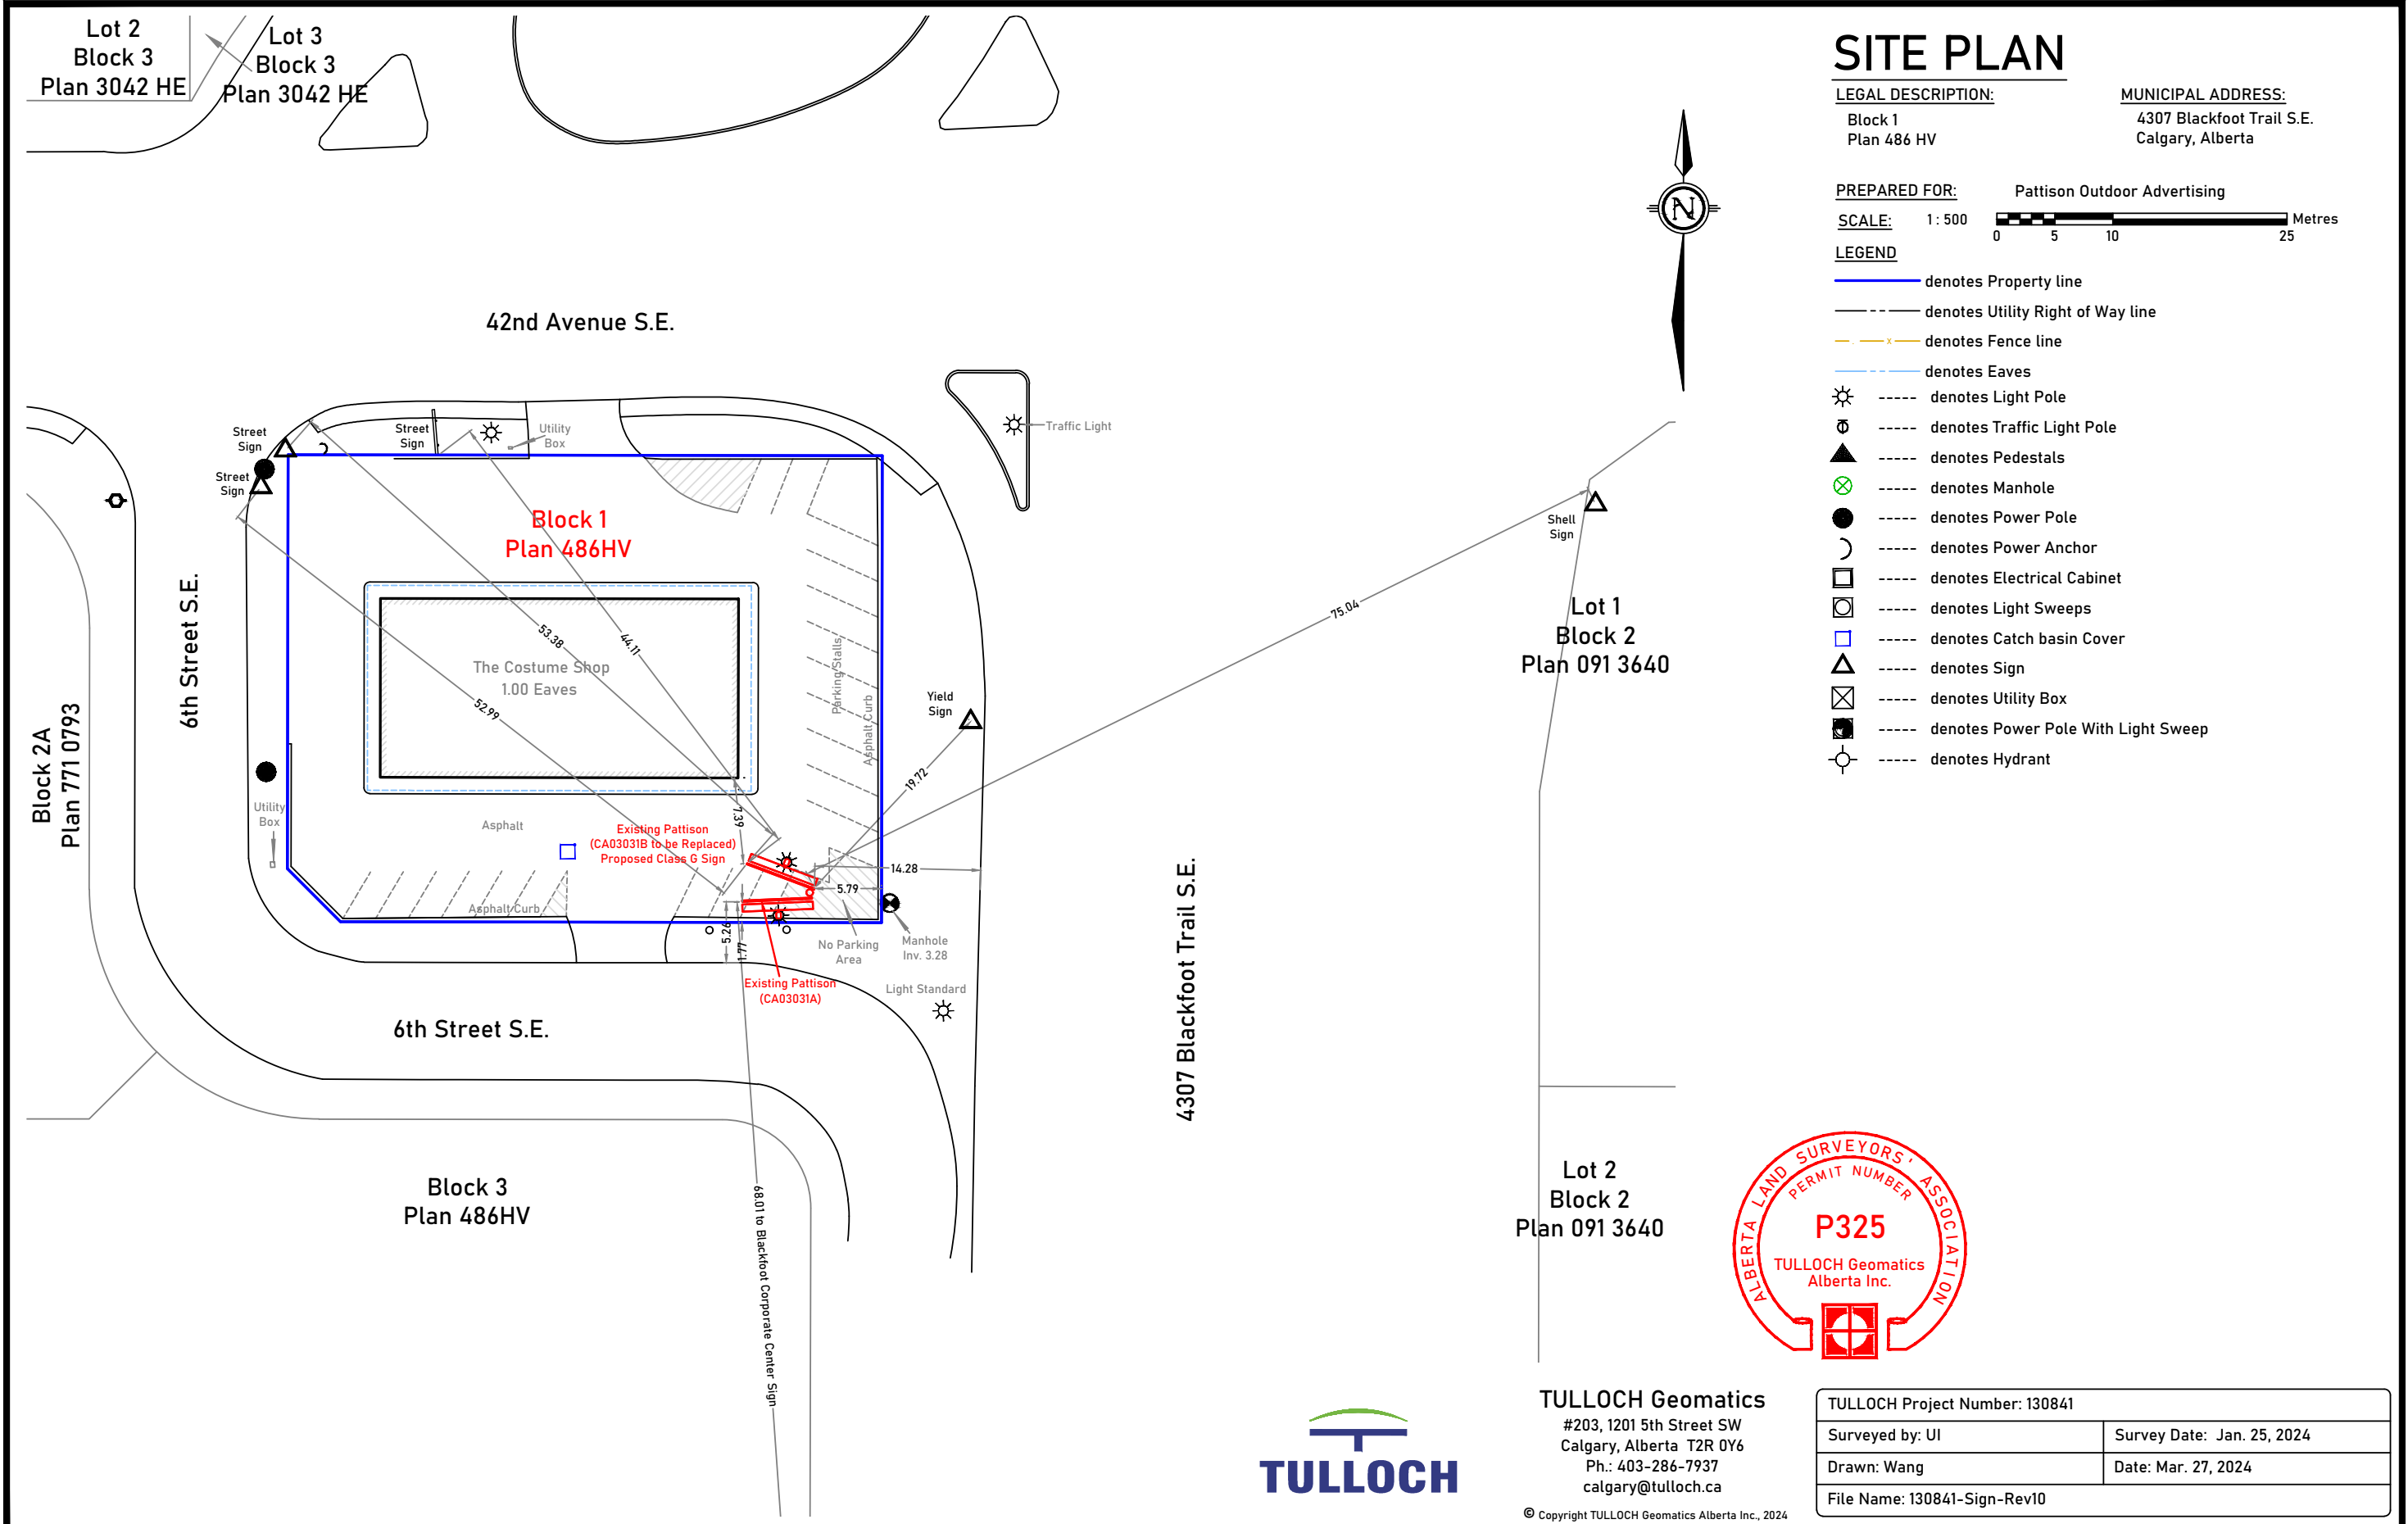 Lot 2
Block 3
Plan 3042 HE
Lot 3
Block 3
Plan 3042 HE
SITE PLAN
LEGAL DESCRIPTION:
Block 1
Plan 486 HV
MUNICIPAL ADDRESS:
4307 Blackfoot Trail S.E.
Calgary, Alberta
PREPARED FOR:
Pattison Outdoor Advertising
SCALE:
1 : 500
Metres
0
5
10
25
LEGEND
denotes Property line
denotes Utility Right of Way line
denotes Fence line
denotes Eaves
----- denotes Light Pole
----- denotes Traffic Light Pole
----- denotes Pedestals
----- denotes Manhole
----- denotes Power Pole
----- denotes Power Anchor
----- denotes Electrical Cabinet
----- denotes Light Sweeps
----- denotes Catch basin Cover
----- denotes Sign
----- denotes Utility Box
----- denotes Power Pole With Light Sweep
----- denotes Hydrant
N
42nd Avenue S.E.
Street
Sign
Street
Sign
Street
Sign
Utility
Box
Traffic Light
Block 1
Plan 486HV
Shell
Sign
6th Street S.E.
53.38
44.11
52.99
75.04
The Costume Shop
1.00 Eaves
Parking Stalls
Asphalt Curb
Yield
Sign
19.72
Lot 1
Block 2
Plan 091 3640
Block 2A
Plan 771 0793
Utility
Box
Asphalt
7.39
Existing Pattison
(CA03031B to be Replaced)
Proposed Class G Sign
14.28
5.79
Asphalt Curb
5.26
1.77
No Parking
Area
Manhole
Inv. 3.28
Existing Pattison
(CA03031A)
Light Standard
6th Street S.E.
4307 Blackfoot Trail S.E.
Block 3
Plan 486HV
68.01 to Blackfoot Corporate Center Sign
Lot 2
Block 2
Plan 091 3640
ALBERTA LAND SURVEYORS' ASSOCIATION
PERMIT NUMBER
P325
TULLOCH Geomatics
Alberta Inc.
TULLOCH
TULLOCH Geomatics
#203, 1201 5th Street SW
Calgary, Alberta T2R 0Y6
Ph.: 403-286-7937
calgary@tulloch.ca
© Copyright TULLOCH Geomatics Alberta Inc., 2024
TULLOCH Project Number: 130841
Surveyed by: UI
Survey Date: Jan. 25, 2024
Drawn: Wang
Date: Mar. 27, 2024
File Name: 130841-Sign-Rev10